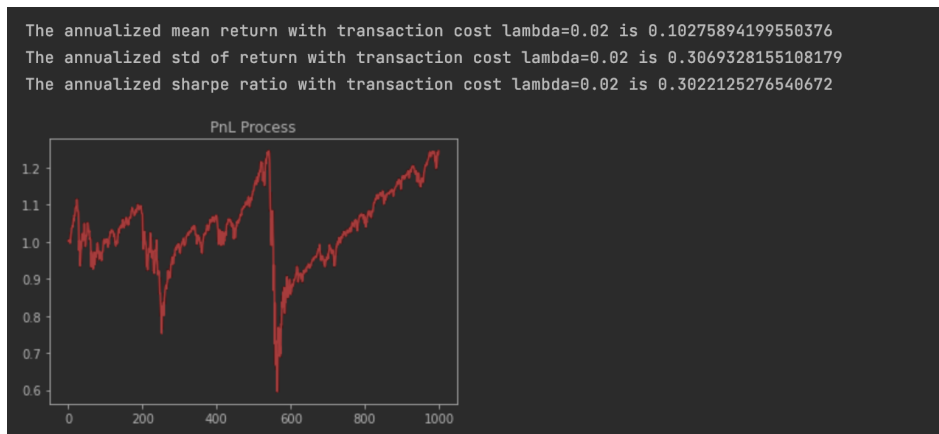 The annualized mean return with transaction cost lambda=0.02 is 0.10275894199550376
The annualized std of return with transaction cost lambda=0.02 is 0.3069328155108179
The annualized sharpe ratio with transaction cost lambda=0.02 is 0.3022125276540672
PnL Process
1.2
1.1
1.0
0.9
0.8
0.7
0.6
0 200 400 600 800 1000